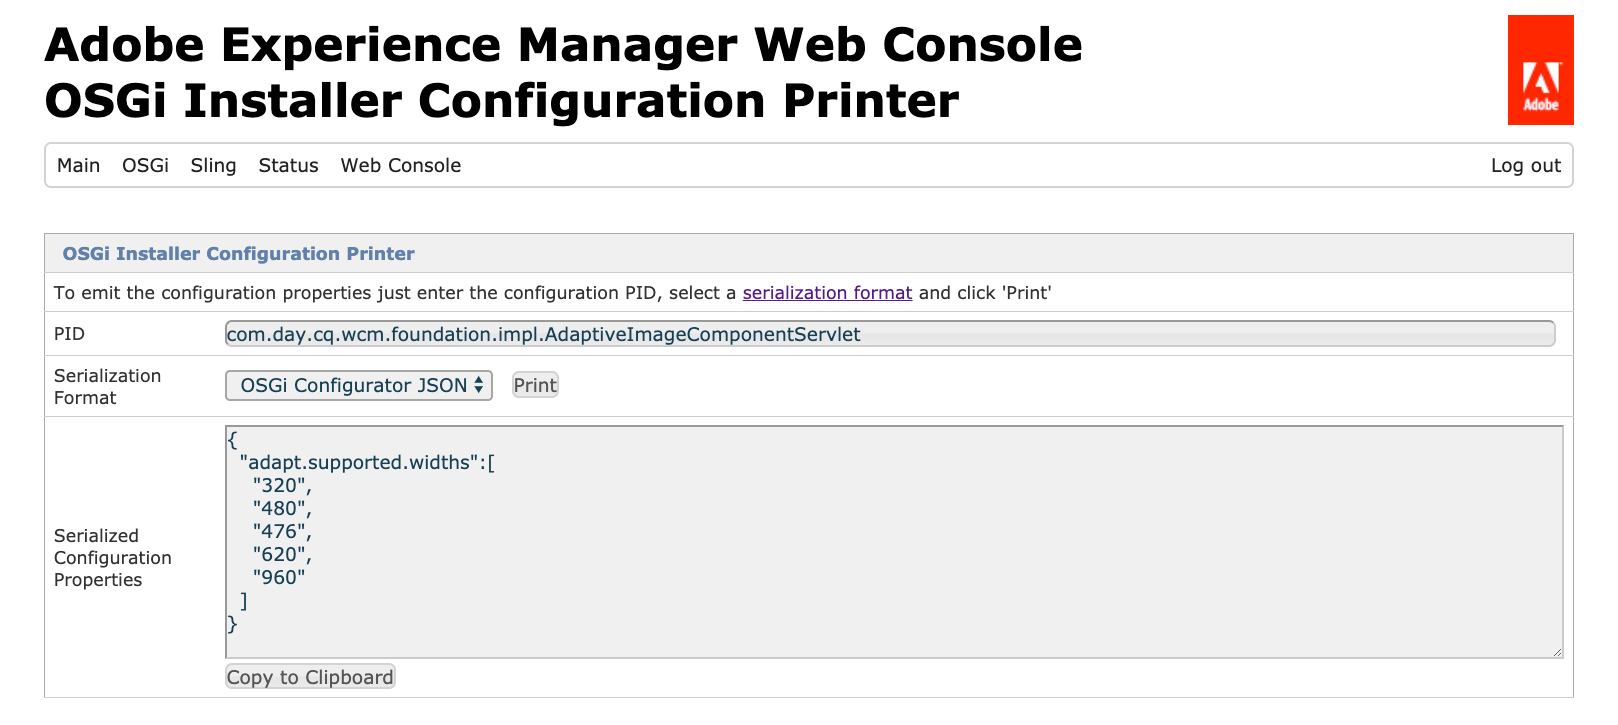 Adobe Experience Manager Web Console
OSGi Installer Configuration Printer
Adobe
Main OSGi Sling Status Web Console Log out
OSGi Installer Configuration Printer
To emit the configuration properties just enter the configuration PID, select a serialization format and click 'Print'
PID com.day.cq.wcm.foundation.impl.AdaptiveImageComponentServlet
Serialization
Format
OSGi Configurator JSON Print
Serialized
Configuration
Properties
{
"adapt.supported.widths":[
"320",
"480",
"476",
"620",
"960"
]
}
Copy to Clipboard